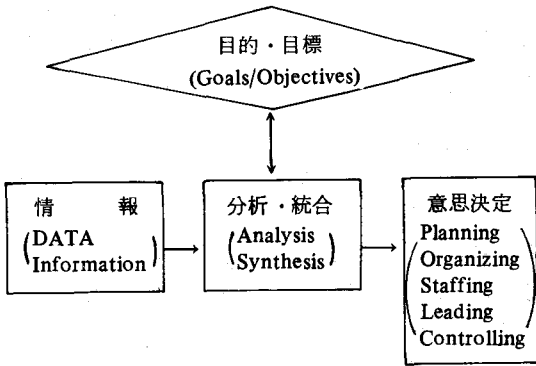 目的・目標
(Goals/Objectives)
情　報
(DATA
Information)
分析・統合
(Analysis
Synthesis)
意思決定
(Planning
Organizing
Staffing
Leading
Controlling)